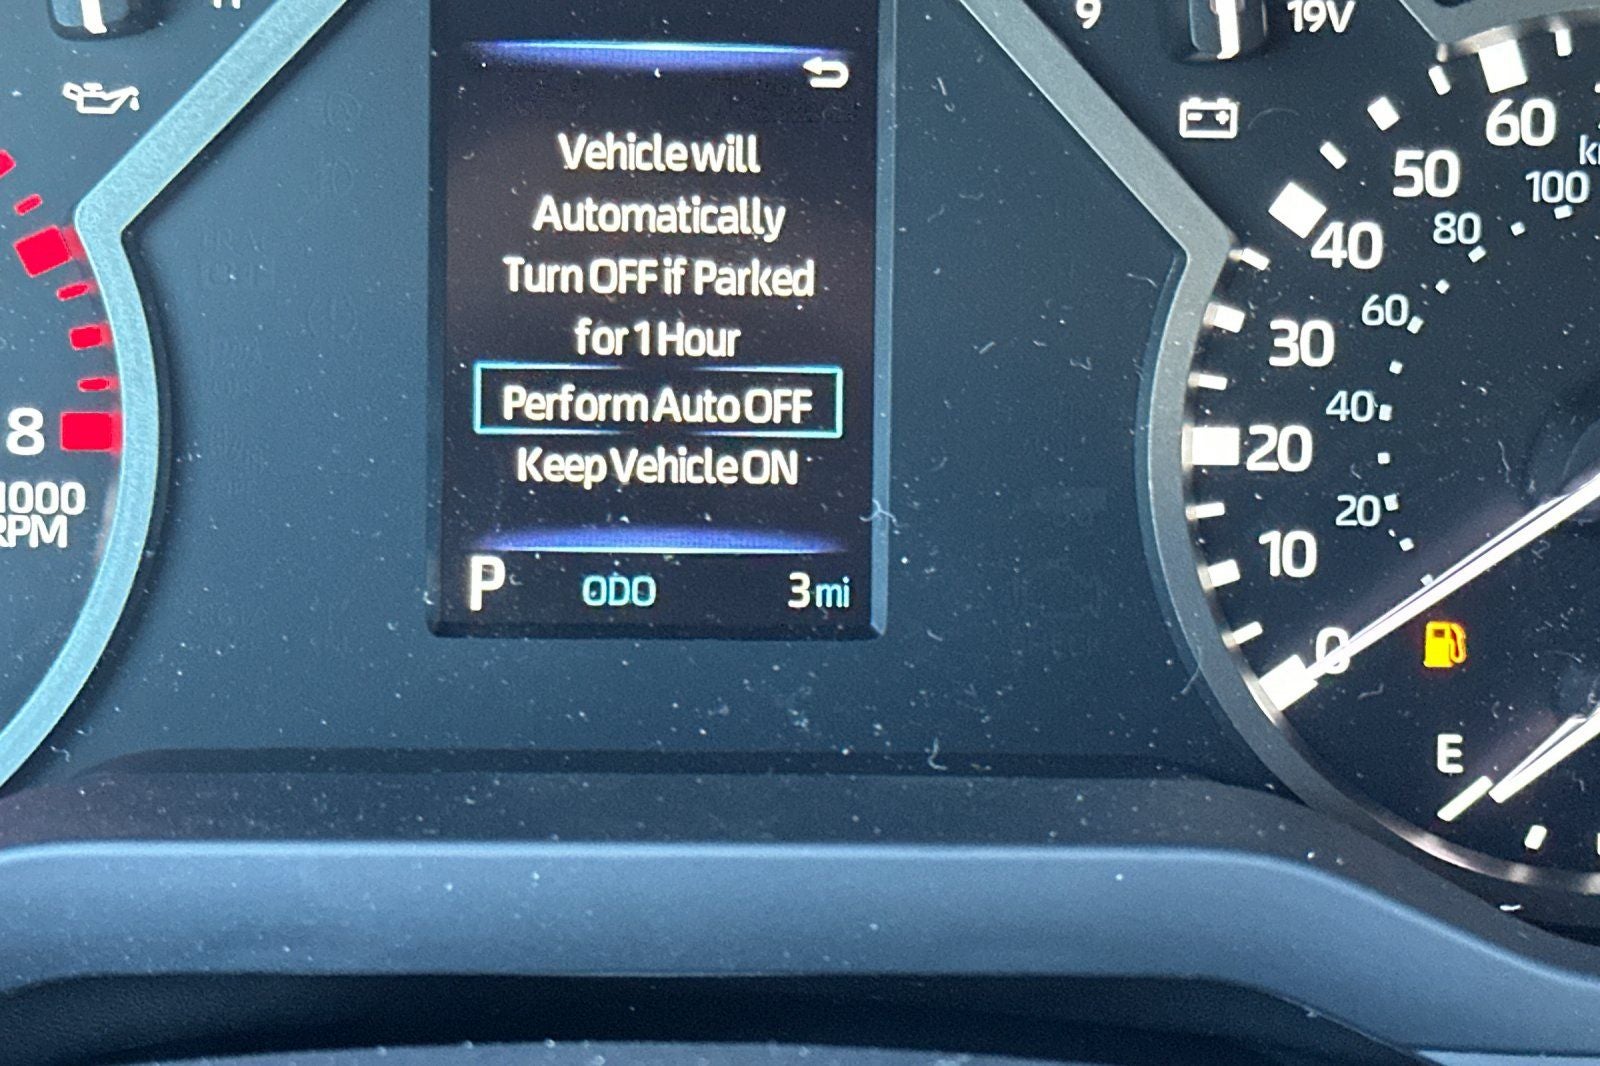 9
19V
Vehicle will
Automatically
Turn OFF if Parked
for 1 Hour
Perform Auto OFF
Keep Vehicle ON
P ODO 3 mi
8
1000
RPM
60
50
40
30
20
10
0
100
80
60
40
20
E